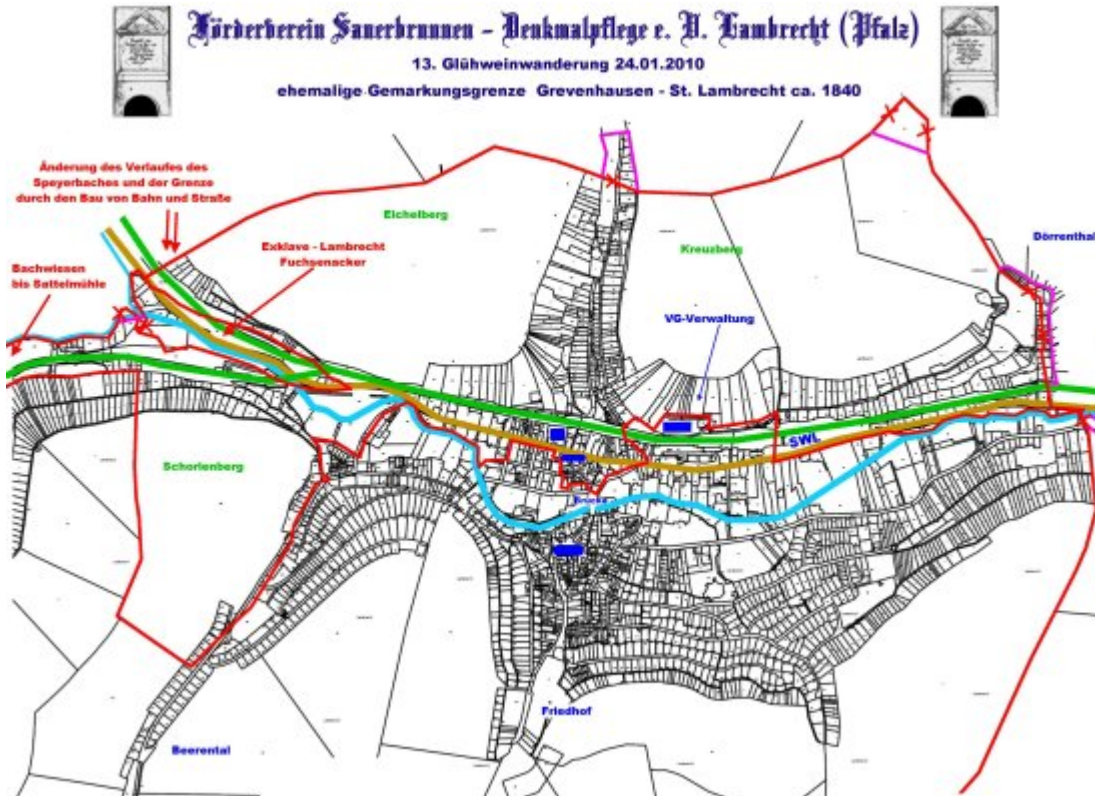 Förderverein Sauerbrunnen - Denkmalpflege e. V. Lambrecht (Pfalz)
13. Glühweinwanderung 24.01.2010
ehemalige Gemarkungsgrenze Grevenhausen - St. Lambrecht ca. 1840
Änderung des Verlaufes des
Speyerbaches und der Grenze
durch den Bau von Bahn und Straße
Eichelberg
Exklave - Lambrecht
Fuchsenacker
Kreuzberg
Dörrenthal
Bachwiesen
bis Sattelmühle
VG-Verwaltung
SWL
Schorlenberg
Brücke
Friedhof
Beerental